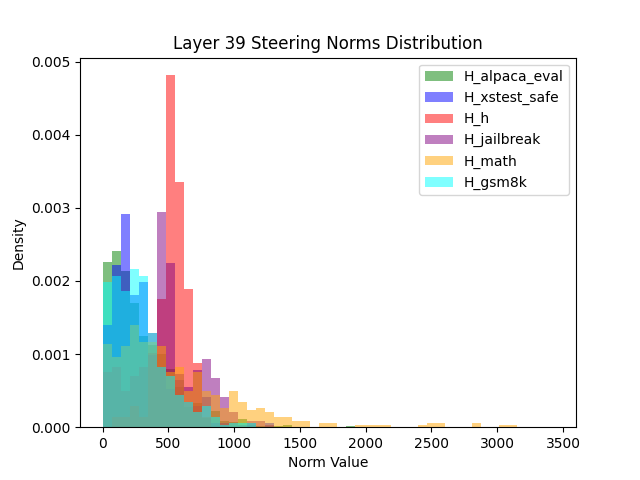 Layer 39 Steering Norms Distribution
H_alpaca_eval
H_xstest_safe
H_h
H_jailbreak
H_math
H_gsm8k
Density
0.005
0.004
0.003
0.002
0.001
0.000
0 500 1000 1500 2000 2500 3000 3500
Norm Value